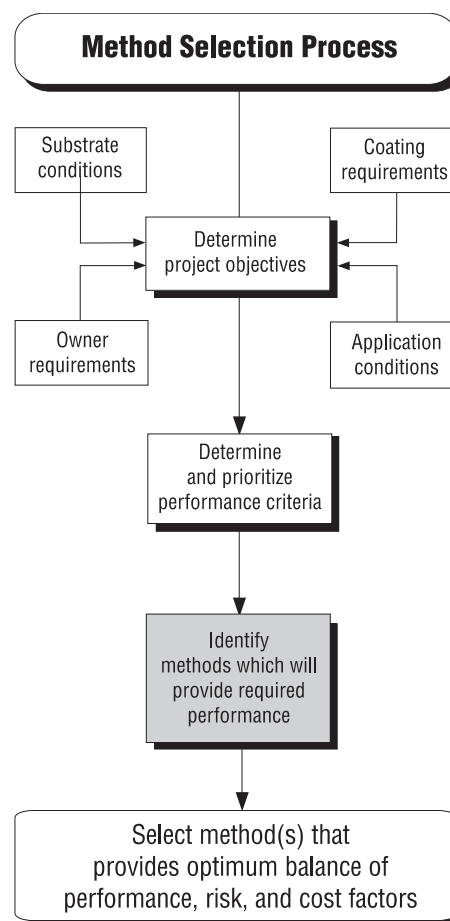 Method Selection Process
Substrate
conditions
Coating
requirements
Determine
project objectives
Owner
requirements
Application
conditions
Determine
and prioritize
performance criteria
Identify
methods which will
provide required
performance
Select method(s) that
provides optimum balance of
performance, risk, and cost factors